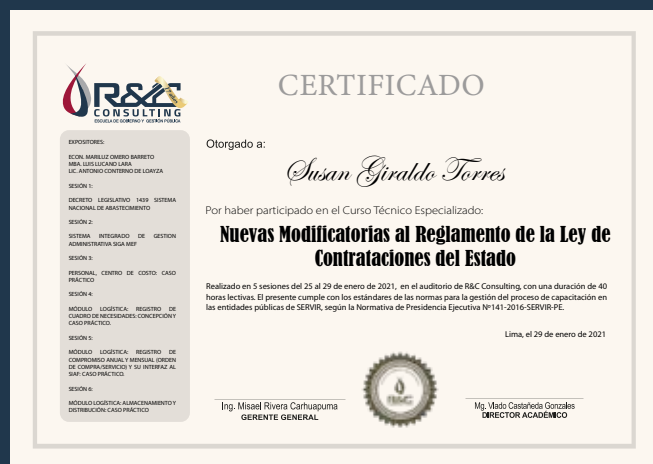 R&C
CONSULTING
ESCUELA DE GOBIERNO Y GESTIÓN PÚBLICA
CERTIFICADO
EXPOSITORES:
ECON. MARILUZ OMERO BARRETO
MBA. LUIS LUCANO LARA
LIC. ANTONIO CONTERNO DE LOAYZA
SESIÓN 1:
DECRETO LEGISLATIVO 1439 SISTEMA
NACIONAL DE ABASTECIMIENTO
SESIÓN 2:
SISTEMA INTEGRADO DE GESTION
ADMINISTRATIVA SIGA MEF
SESIÓN 3:
PERSONAL, CENTRO DE COSTO: CASO
PRÁCTICO
SESIÓN 4:
MÓDULO LOGÍSTICA: REGISTRO DE
CUADRO DE NECESIDADES: CONCEPCIÓN Y
CASO PRÁCTICO.
SESIÓN 5:
MÓDULO LOGÍSTICA: REGISTRO DE
COMPROMISO ANUAL Y MENSUAL (ORDEN
DE COMPRA/SERVICIO) Y SU INTERFAZ AL
SIAF: CASO PRÁCTICO.
SESIÓN 6:
MÓDULO LOGÍSTICA: ALMACENAMIENTO Y
DISTRIBUCIÓN: CASO PRÁCTICO
Otorgado a:
Susan Giraldo Torres
Por haber participado en el Curso Técnico Especializado:
Nuevas Modificatorias al Reglamento de la Ley de
Contrataciones del Estado
Realizado en 5 sesiones del 25 al 29 de enero de 2021, en el auditorio de R&C Consulting, con una duración de 40
horas lectivas. El presente cumple con los estándares de las normas para la gestión del proceso de capacitación en
las entidades públicas de SERVIR, según la Normativa de Presidencia Ejecutiva Nº141-2016-SERVIR-PE.
Lima, el 29 de enero de 2021
R&C
Ing. Misael Rivera Carhuapuma
GERENTE GENERAL
Mg. Vlado Castañeda Gonzales
DIRECTOR ACADÉMICO